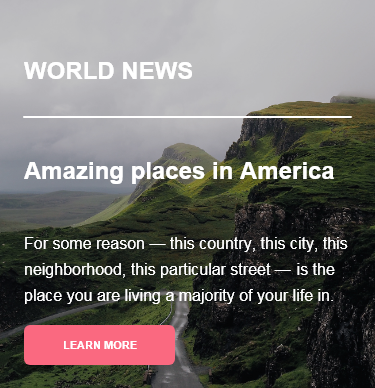 WORLD NEWS
Amazing places in America
For some reason — this country, this city, this
neighborhood, this particular street — is the
place you are living a majority of your life in.
LEARN MORE